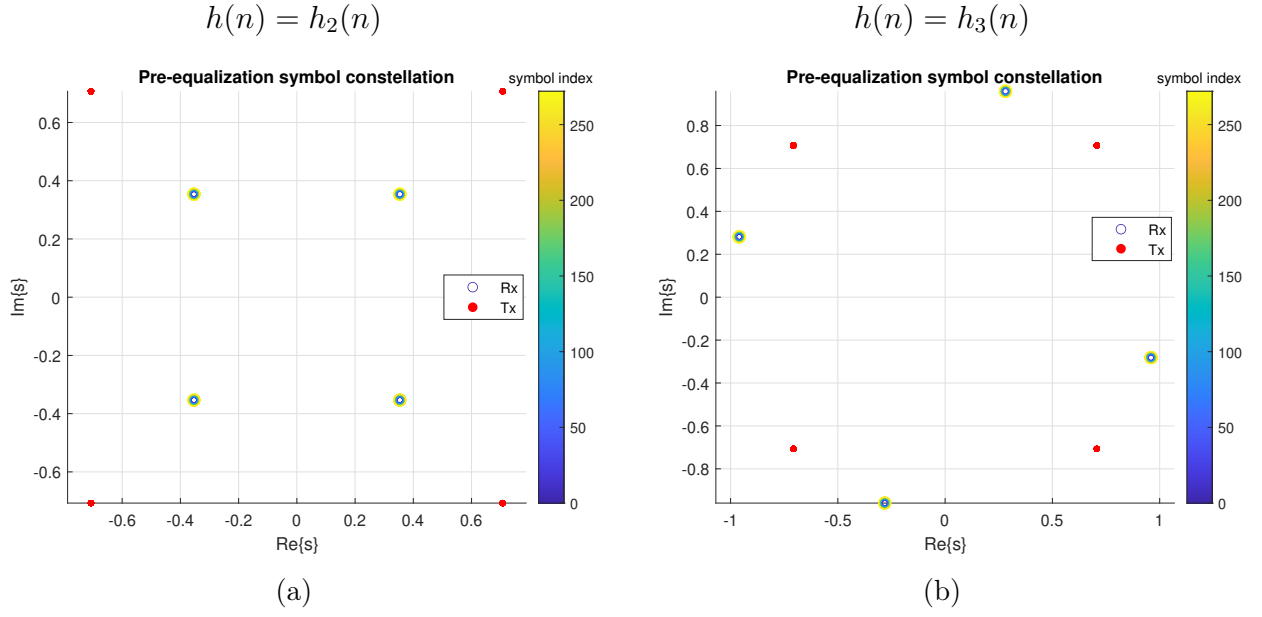 h(n) = h₂(n)
Pre-equalization symbol constellation
symbol index
0.6
0.4
0.2
0
-0.2
-0.4
-0.6
Im{s}
-0.6
-0.4
-0.2
0
0.2
0.4
0.6
Re{s}
Rx
Tx
250
200
150
100
50
0
(a)
h(n) = h₃(n)
Pre-equalization symbol constellation
symbol index
0.8
0.6
0.4
0.2
0
-0.2
-0.4
-0.6
-0.8
Im{s}
-1
-0.5
0
0.5
1
Re{s}
Rx
Tx
250
200
150
100
50
0
(b)